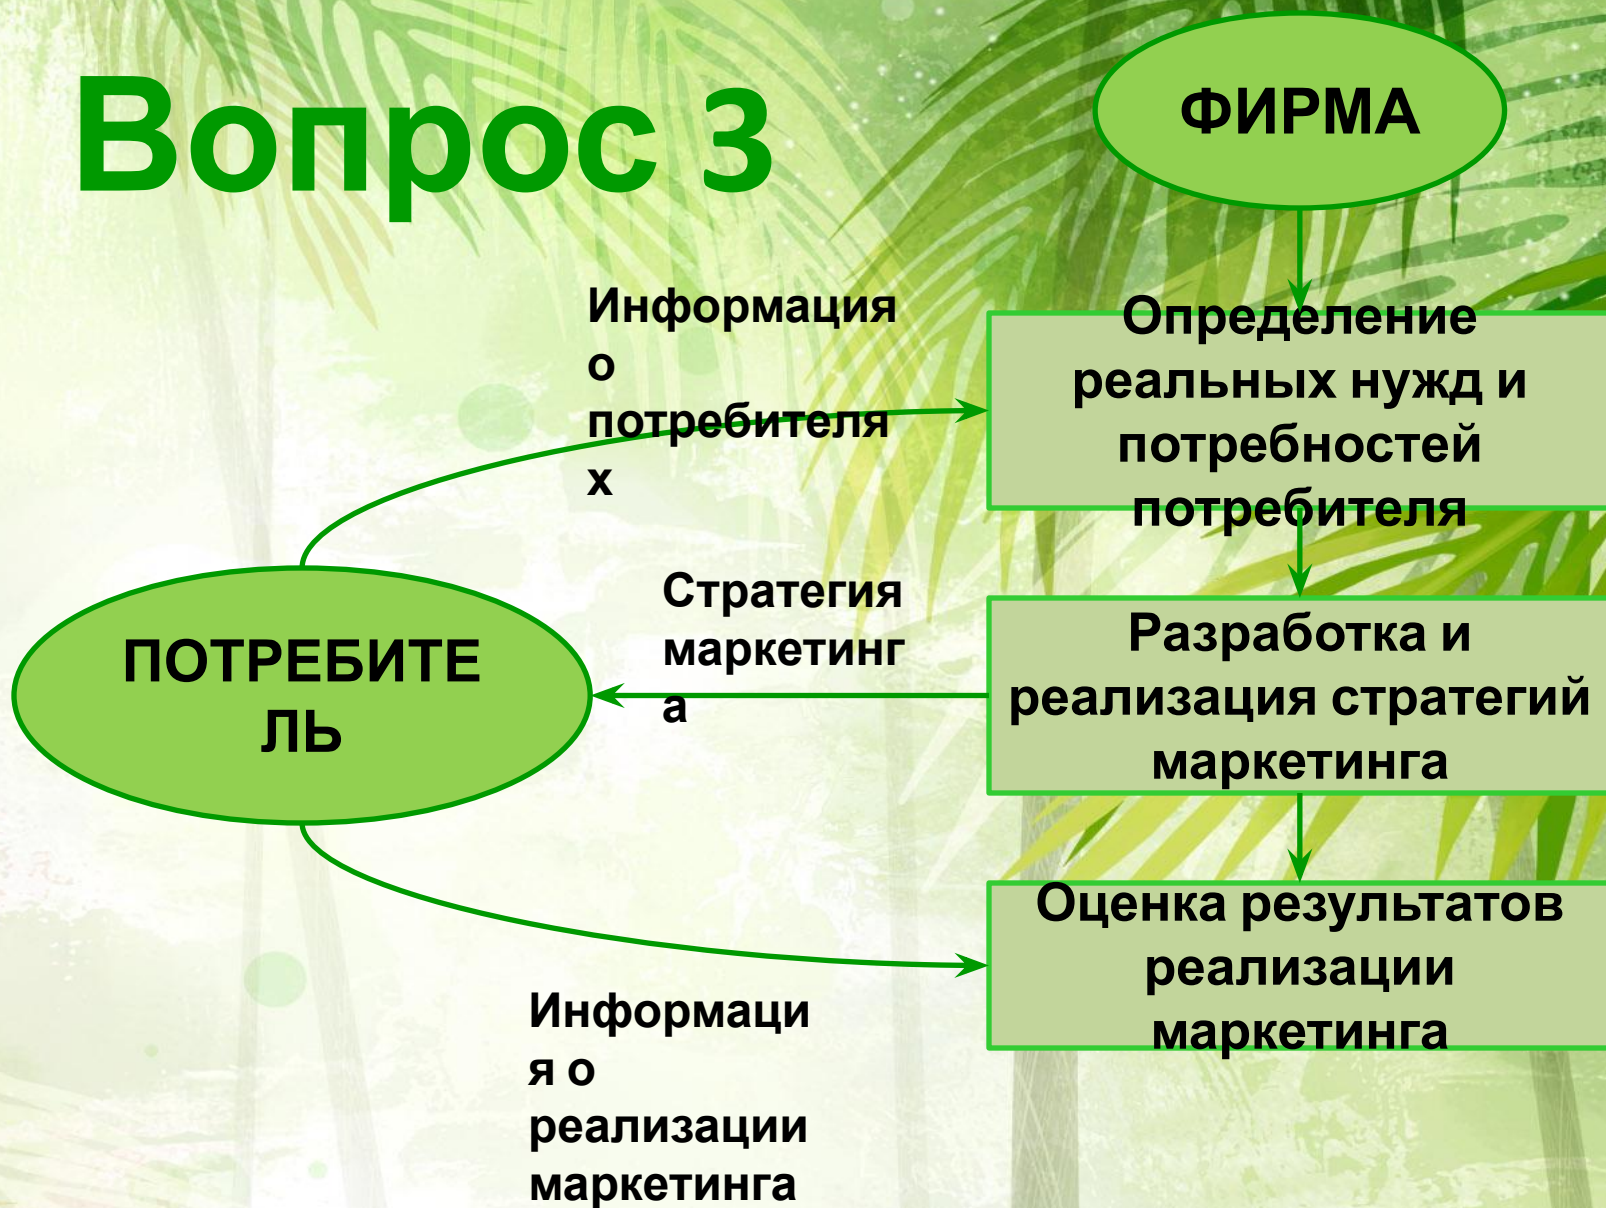 Вопрос 3
ФИРМА
Информация
о
потребителя
х
Определение
реальных нужд и
потребностей
потребителя
Стратегия
маркетинг
а
ПОТРЕБИТЕ
ЛЬ
Разработка и
реализация стратегий
маркетинга
Оценка результатов
реализации
маркетинга
Информаци
я о
реализации
маркетинга